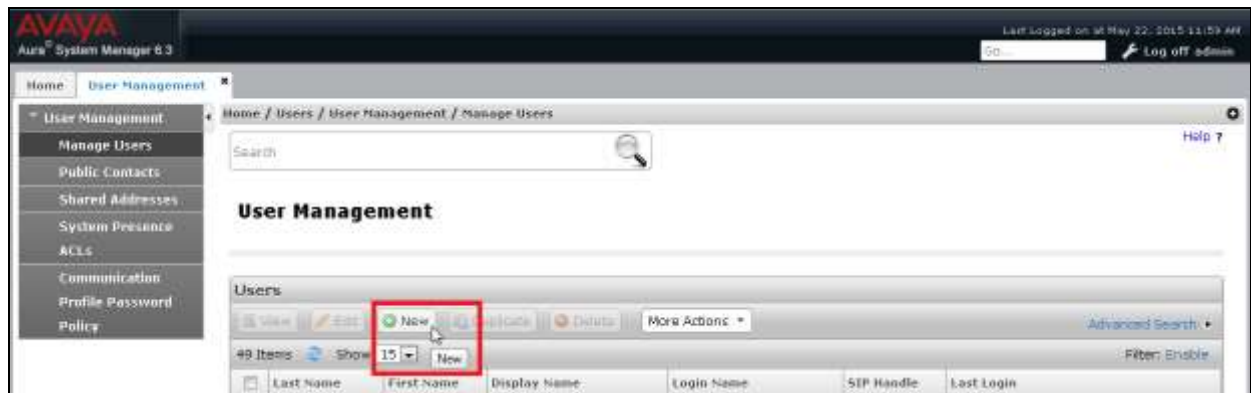 AVAYA
Aura® System Manager 6.3
Last Logged on at May 22, 2015 11:59 AM
Go...
Log off admin
Home
User Management
User Management
Manage Users
Public Contacts
Shared Addresses
System Presence
ACLs
Communication
Profile Password
Policy
Home / Users / User Management / Manage Users
Help ?
Search
User Management
Users
View
Edit
New
Duplicate
Delete
More Actions
Advanced Search
49 Items
Show
15
New
Filter: Enable
Last Name
First Name
Display Name
Login Name
SIP Handle
Last Login